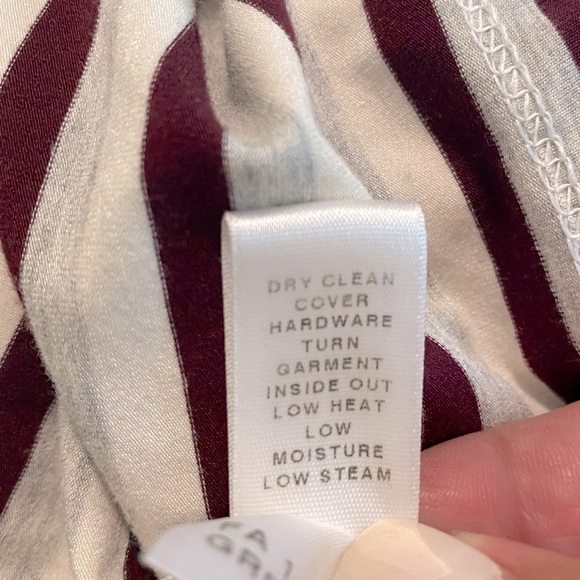 DRY CLEAN
COVER
HARDWARE
TURN
GARMENT
INSIDE OUT
LOW HEAT
LOW
MOISTURE
LOW STEAM